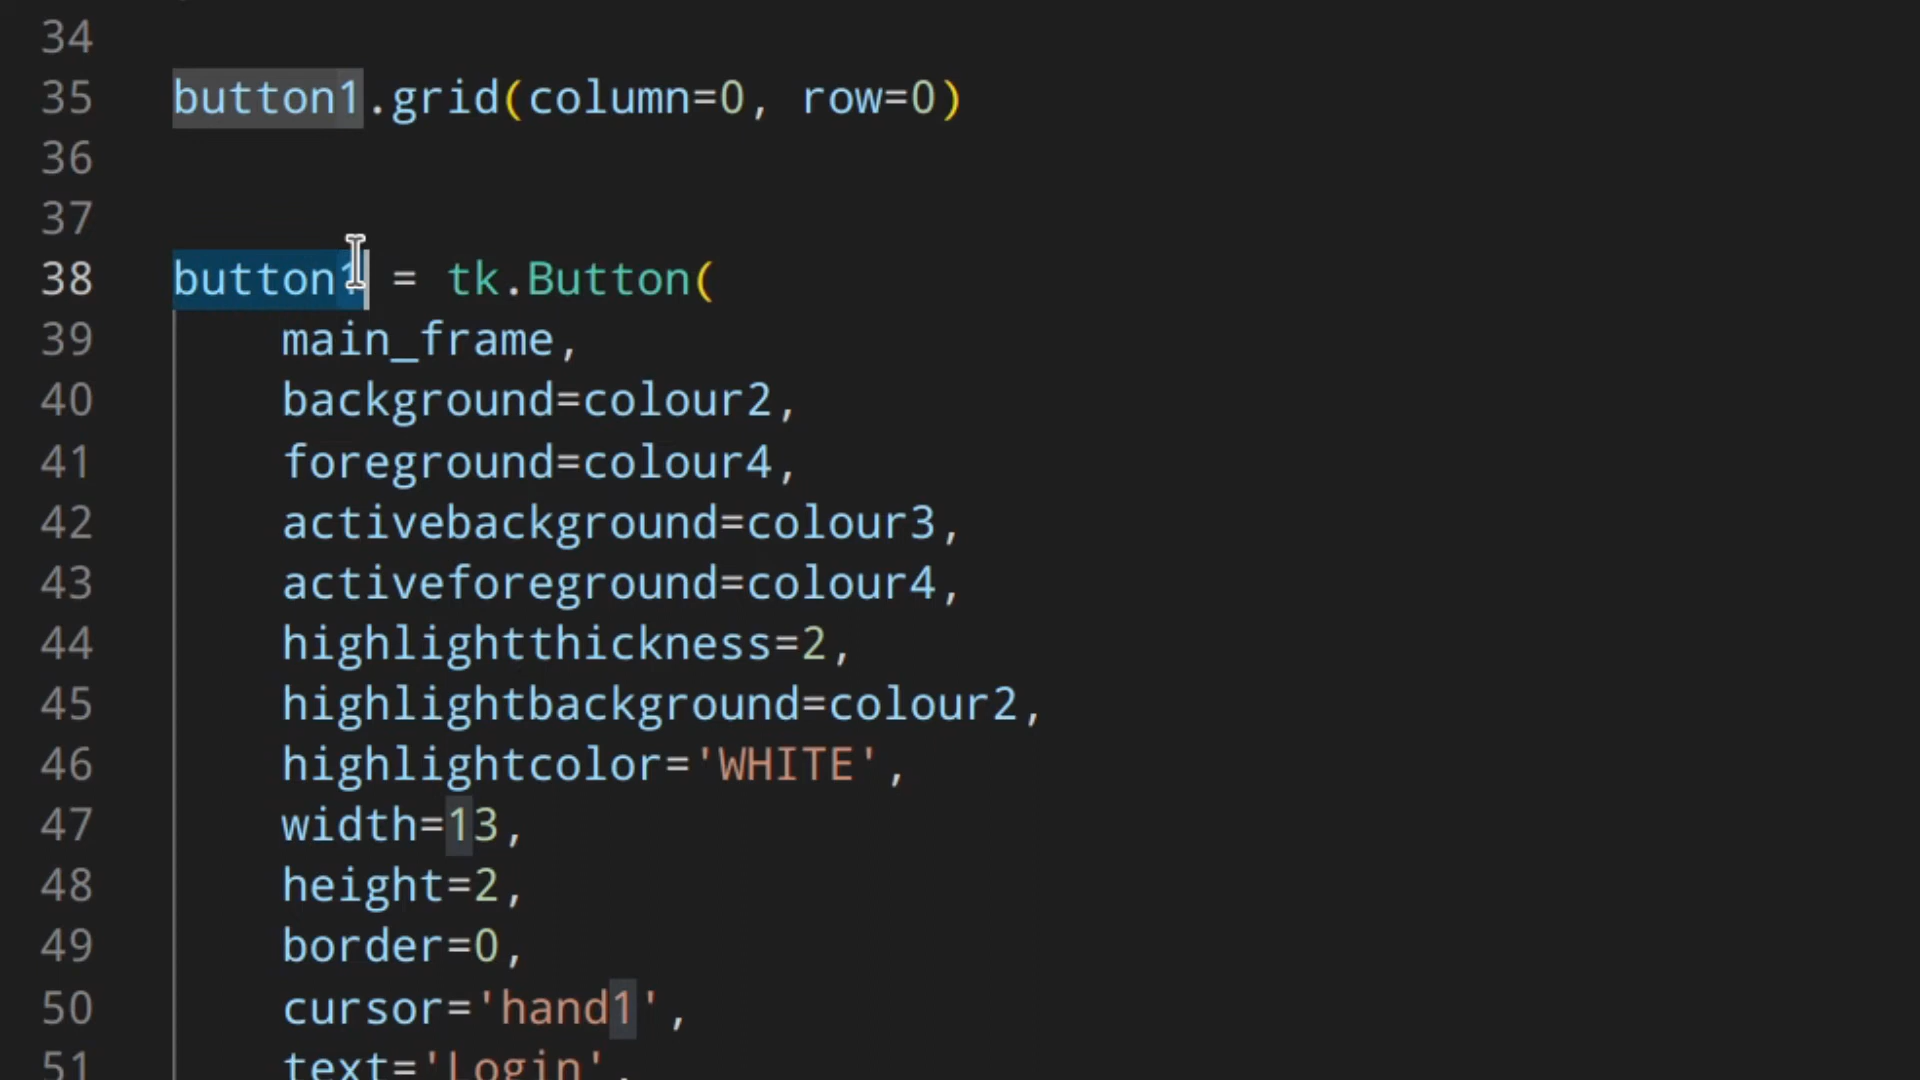 34
35 button1.grid(column=0, row=0)
36
37
38 button1 = tk.Button(
39 main_frame,
40 background=colour2,
41 foreground=colour4,
42 activebackground=colour3,
43 activeforeground=colour4,
44 highlightthickness=2,
45 highlightbackground=colour2,
46 highlightcolor='WHITE',
47 width=13,
48 height=2,
49 border=0,
50 cursor='hand1',
51 text='Login',